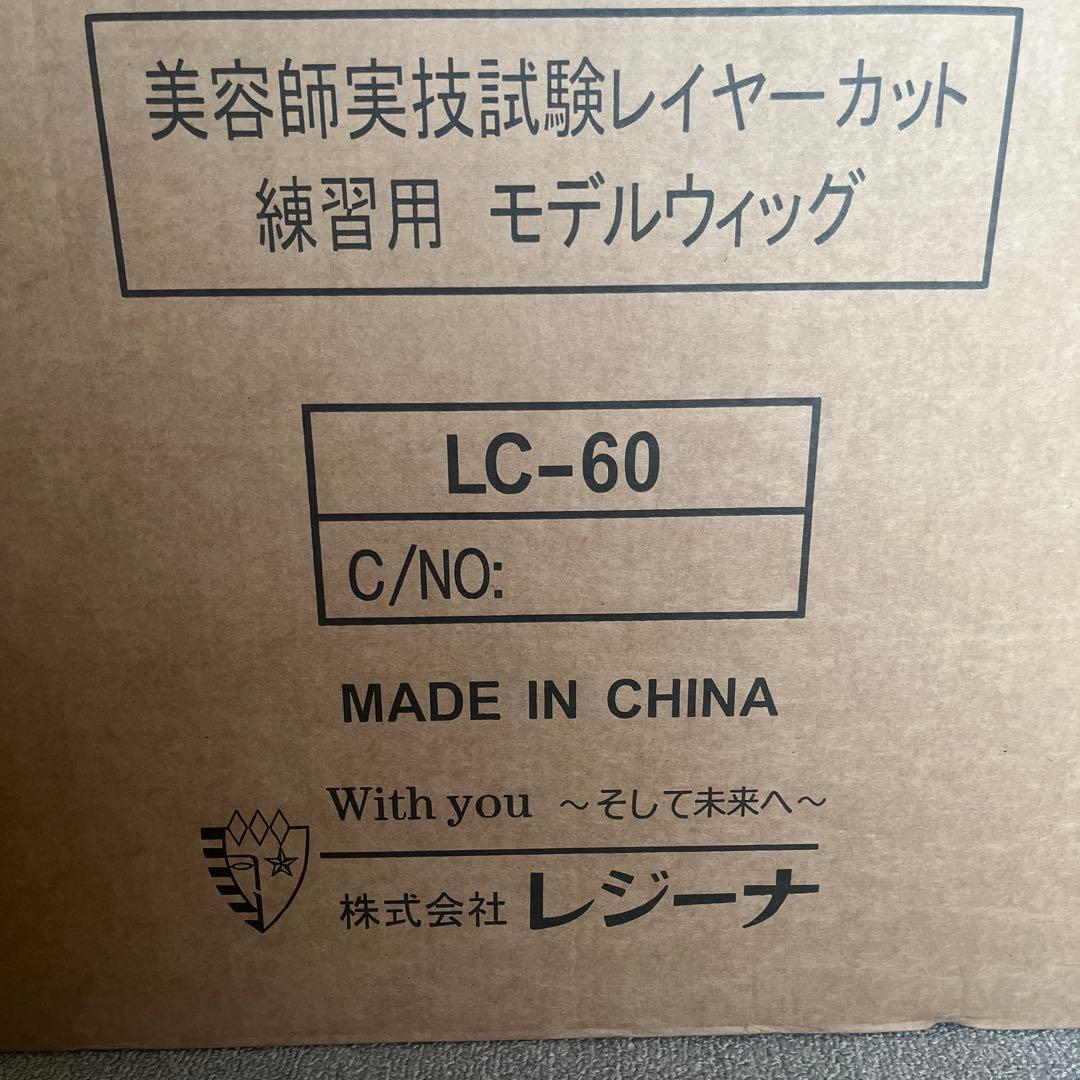 美容師実技試験レイヤーカット
練習用 モデルウィッグ
LC-60
C/NO:
MADE IN CHINA
With you ～そして未来へ～
株式会社 レジーナ